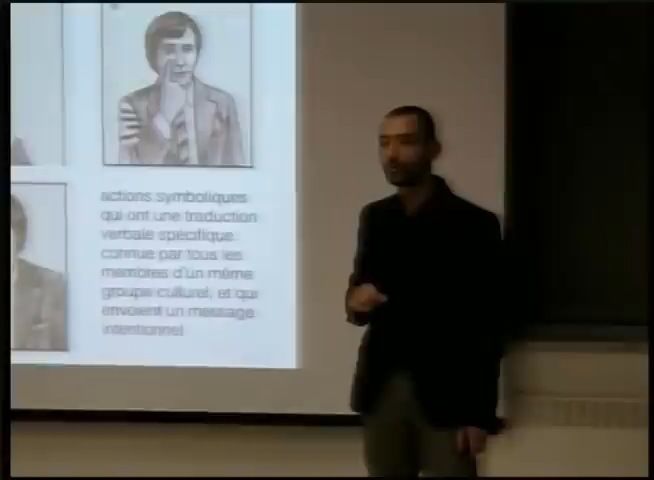 actions symboliques
qui ont une traduction
verbale spécifique
connue par tous les
membres d'un même
groupe culturel, et qui
envoient un message
intentionnel